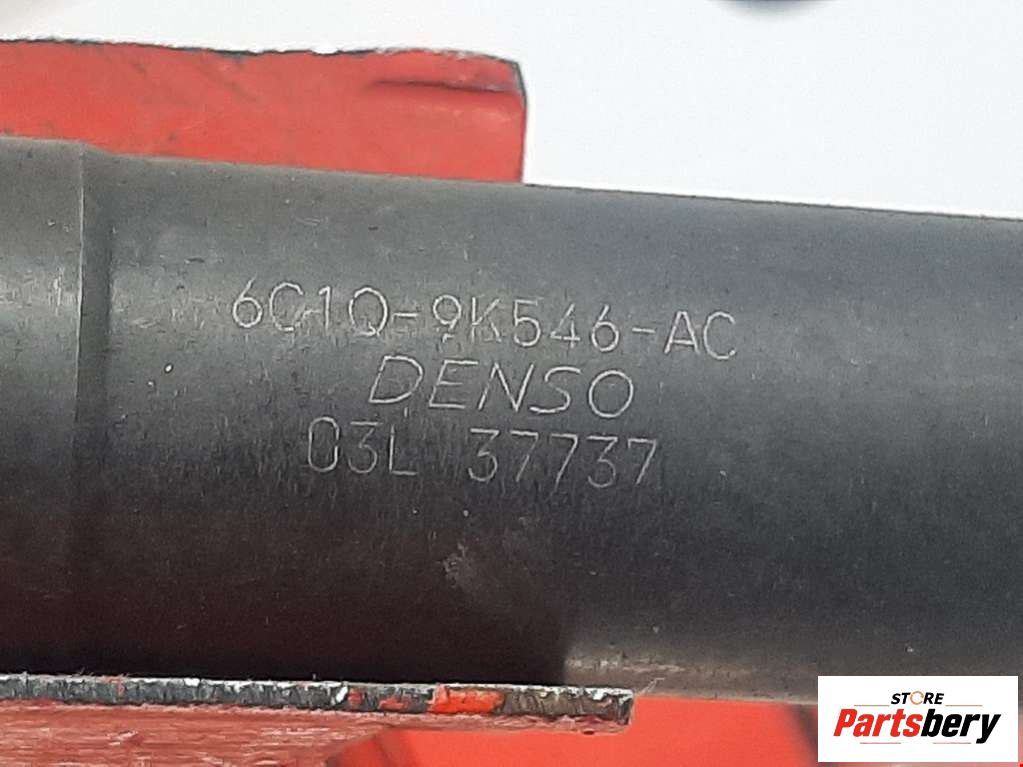 6C1Q-9K546-AC
DENSO
03L 37737
STORE
Partsbery